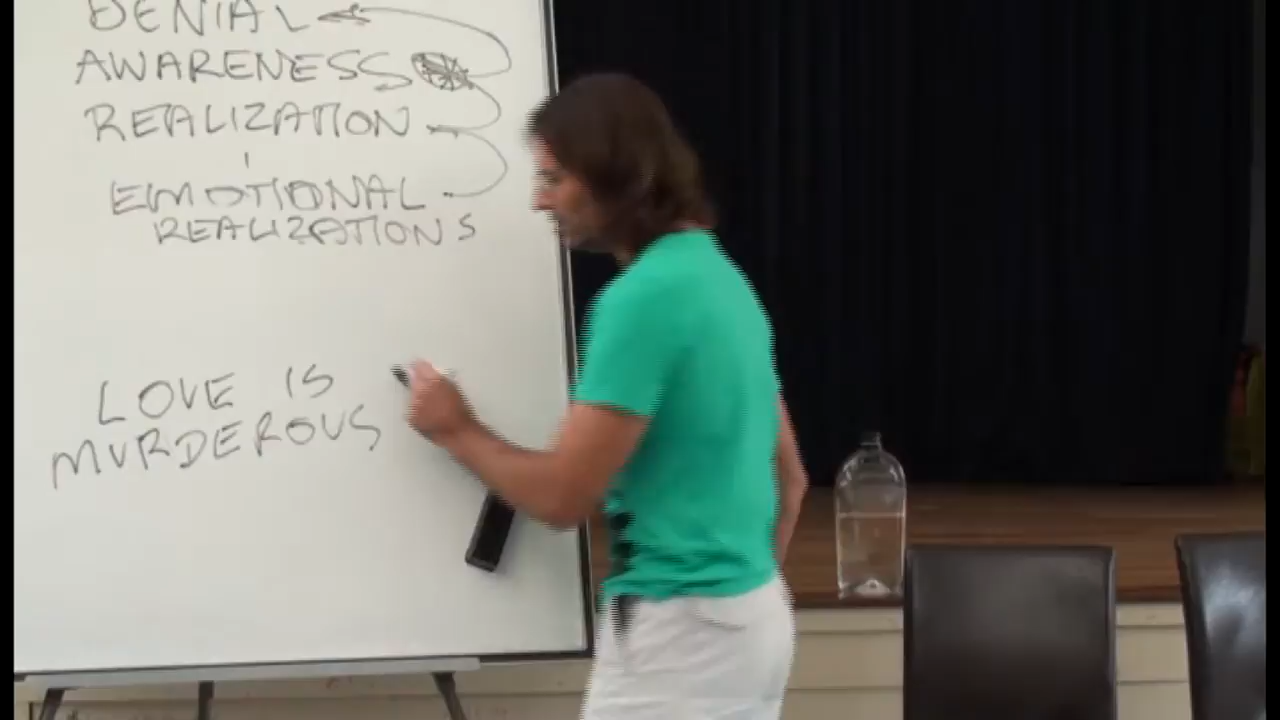 DENIAL
AWARENESS
REALIZATION
EMOTIONAL
REALIZATIONS
LOVE IS
MURDEROUS